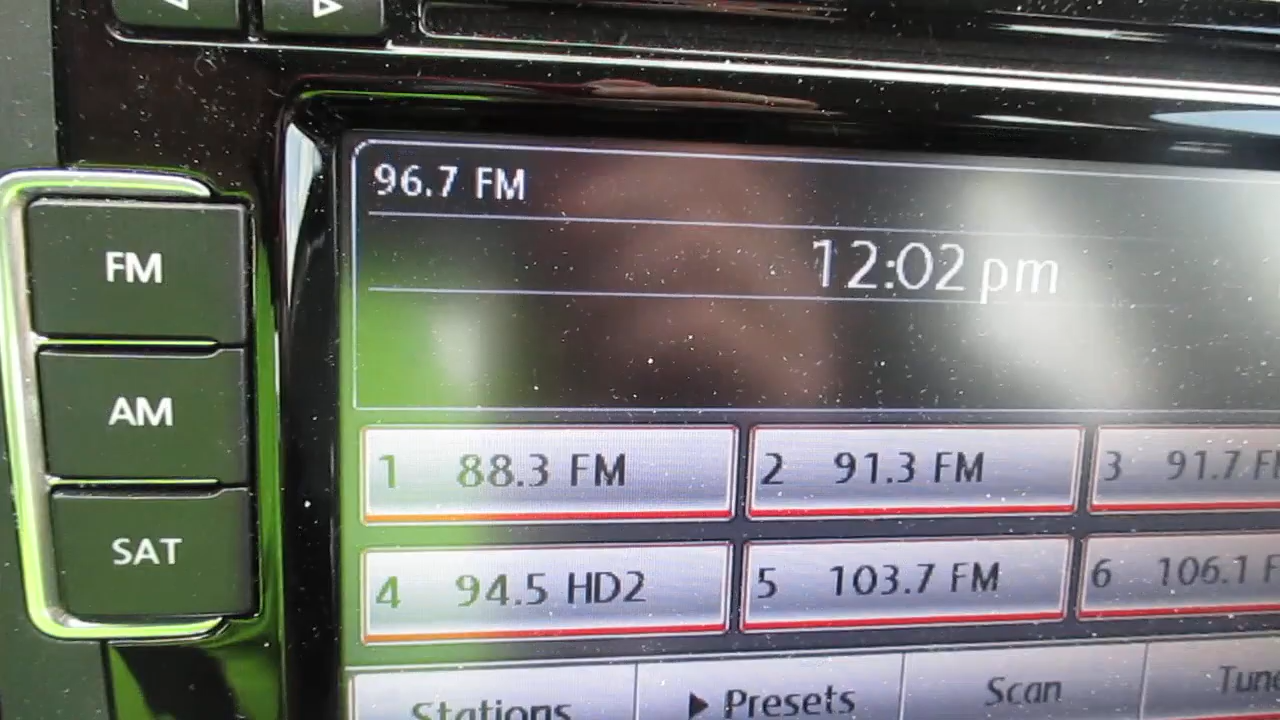 96.7 FM
12:02 pm
FM
AM
SAT
1 88.3 FM
2 91.3 FM
3 91.7 F
4 94.5 HD2
5 103.7 FM
6 106.1 F
Stations
Presets
Scan
Tune